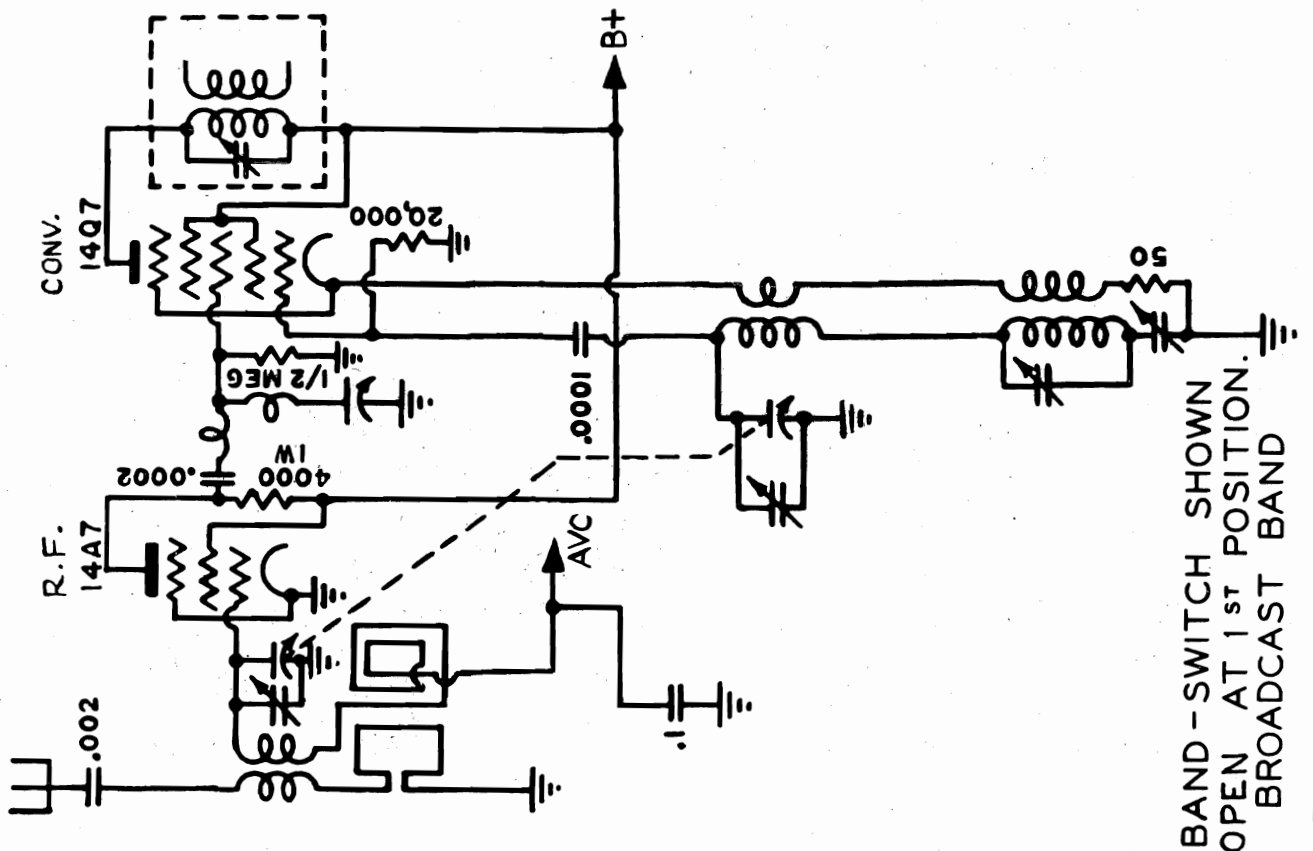 CONV.
14Q7
R.F.
14A7
B+
20,000
1/2 MEG
.0002
4000
1W
.0001
50
AVC
.002
.1
BAND-SWITCH SHOWN
OPEN AT 1ST POSITION.
BROADCAST BAND